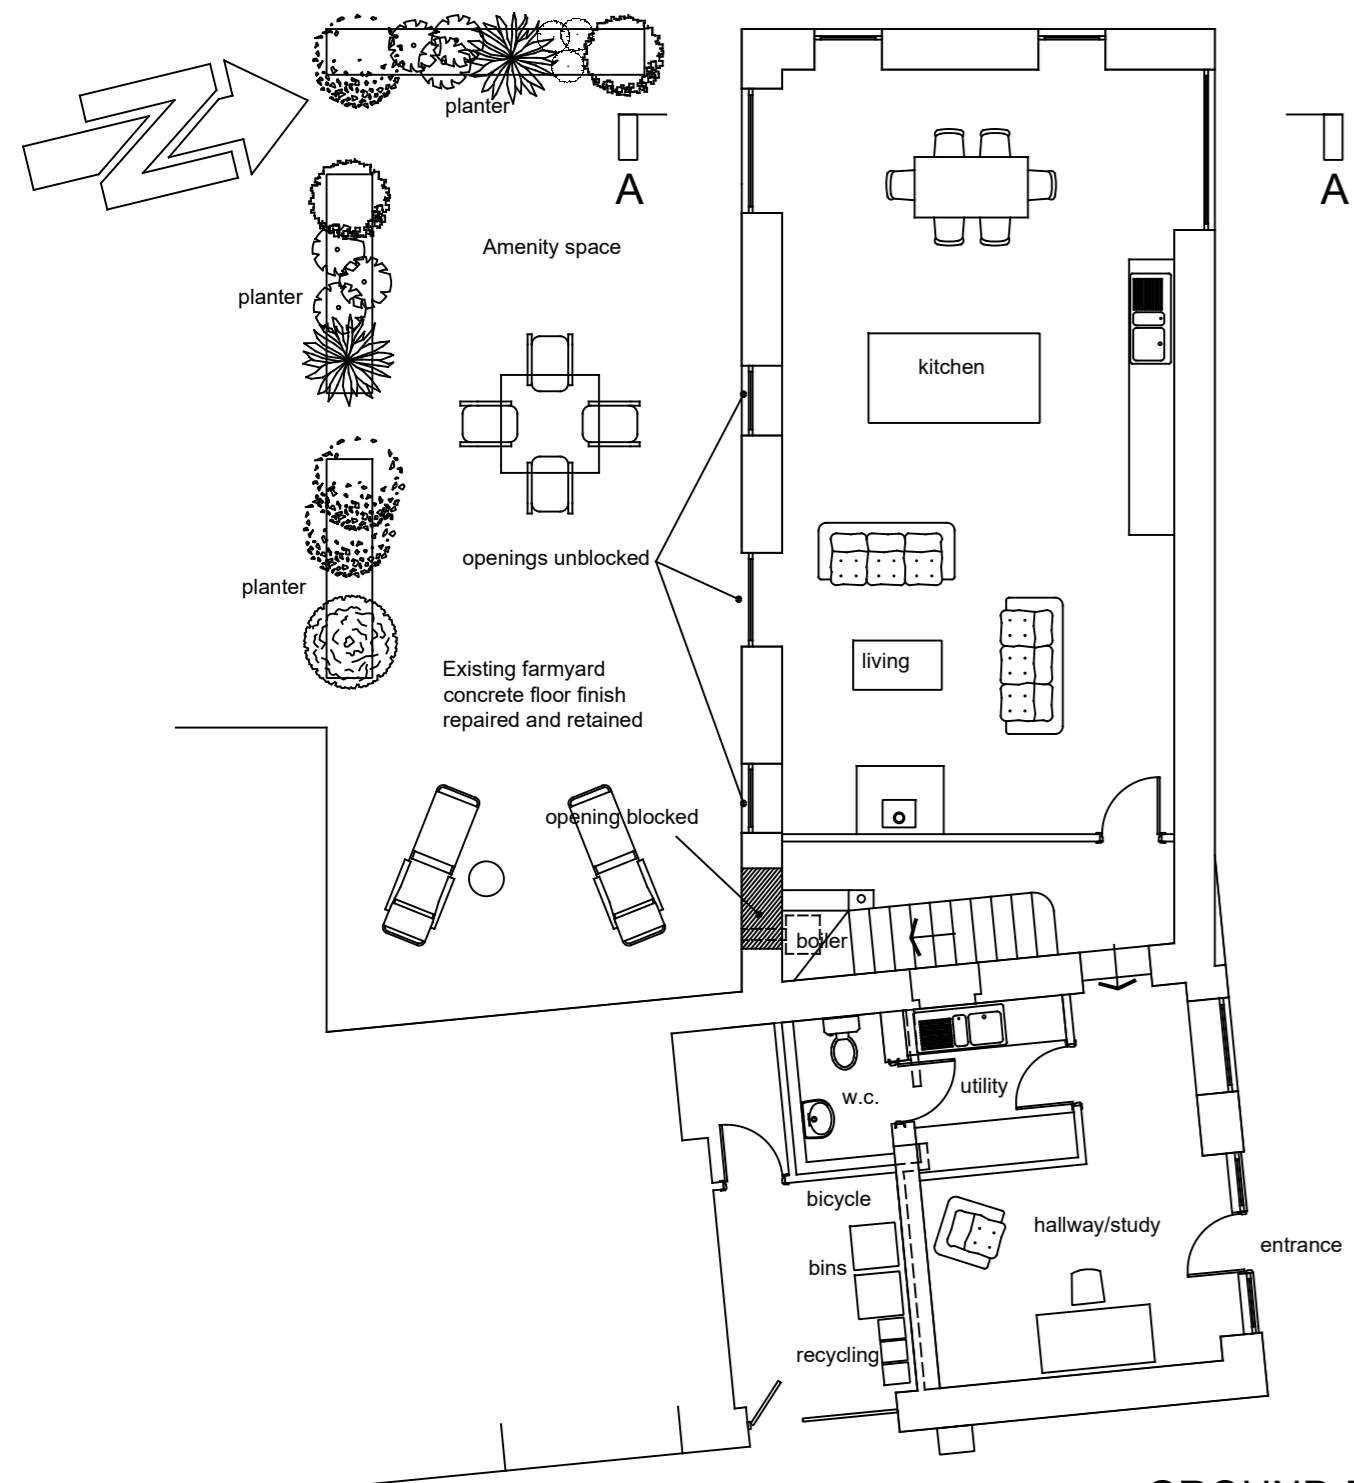 planter
A
A
Amenity space
planter
kitchen
openings unblocked
planter
living
Existing farmyard
concrete floor finish
repaired and retained
opening blocked
boiler
utility
w.c.
bicycle
hallway/study
entrance
bins
recycling